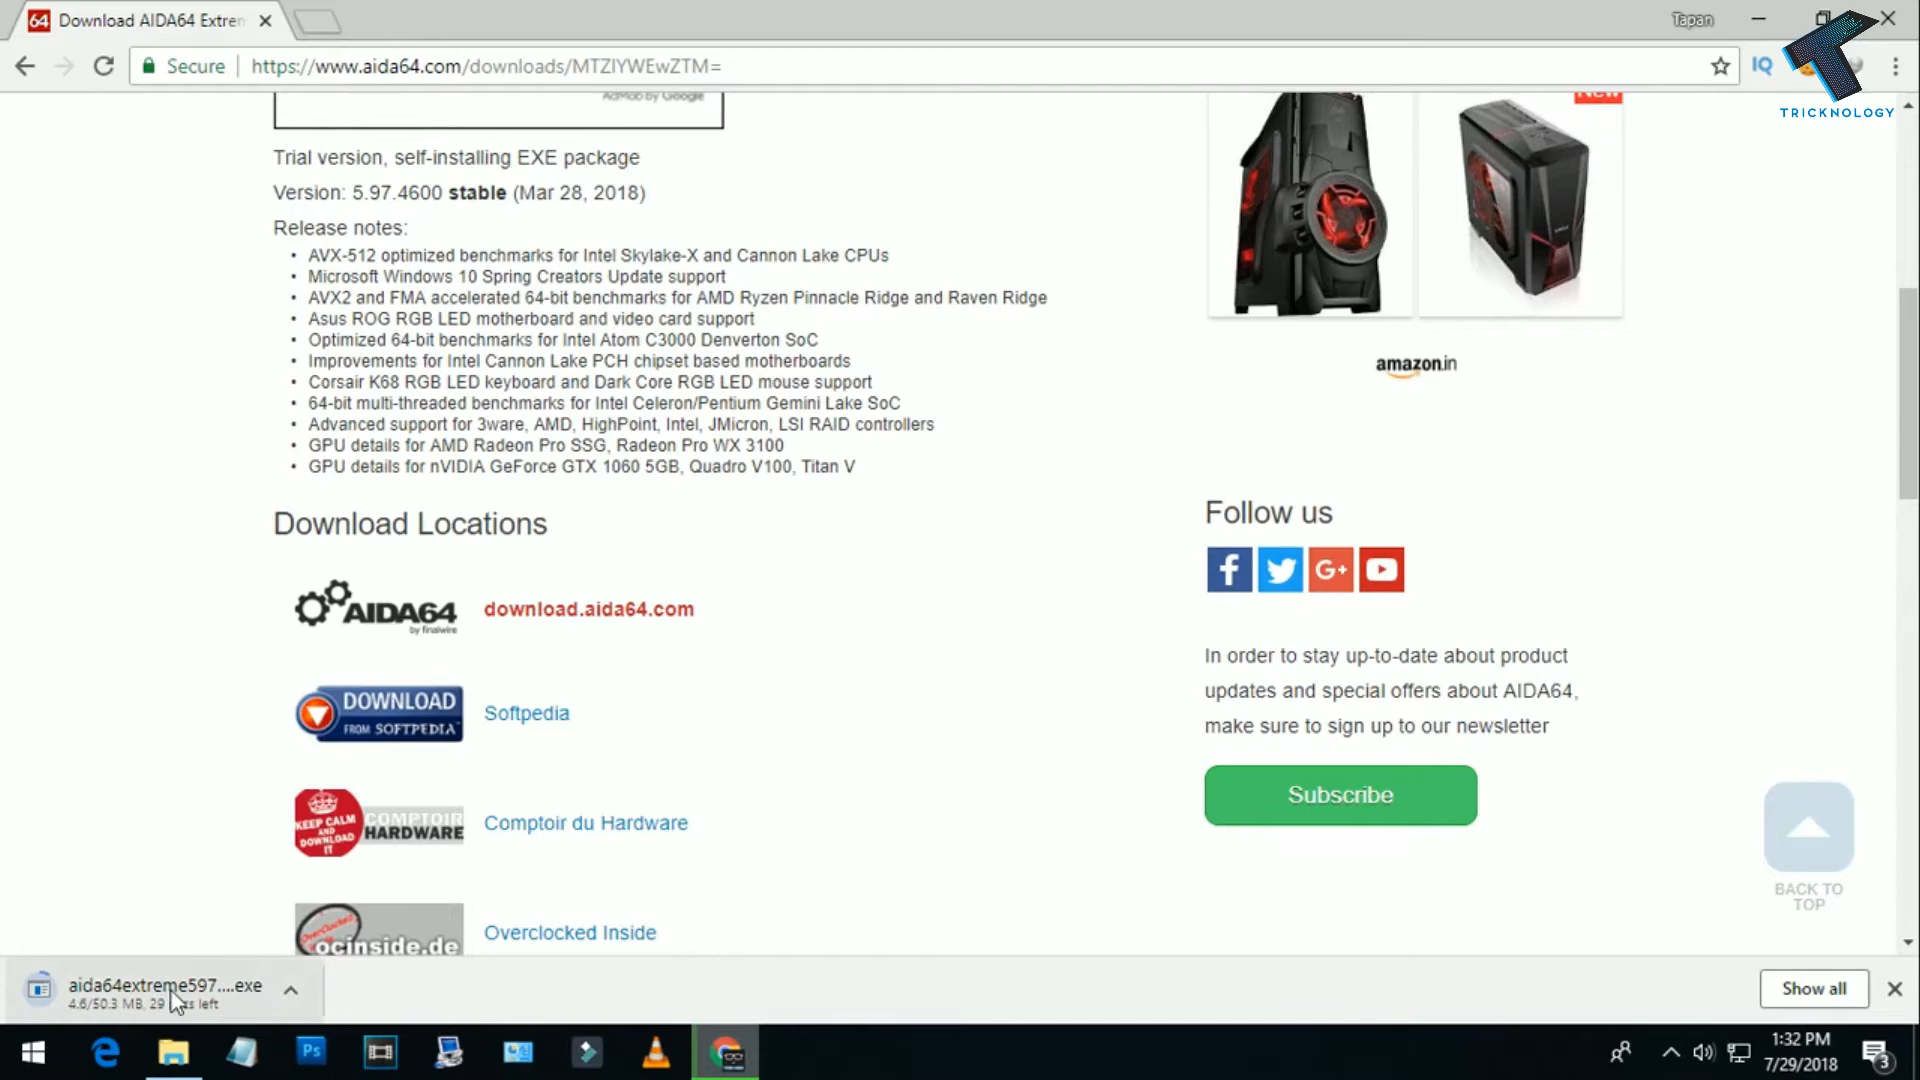 64 Download AIDA64 Extrem
Tapan
Secure
https://www.aida64.com/downloads/MTZlYWEwZTM=
IQ
TRICKNOLOGY
AdMob by Google
New
Trial version, self-installing EXE package
Version: 5.97.4600 stable (Mar 28, 2018)
Release notes:
• AVX-512 optimized benchmarks for Intel Skylake-X and Cannon Lake CPUs
• Microsoft Windows 10 Spring Creators Update support
• AVX2 and FMA accelerated 64-bit benchmarks for AMD Ryzen Pinnacle Ridge and Raven Ridge
• Asus ROG RGB LED motherboard and video card support
• Optimized 64-bit benchmarks for Intel Atom C3000 Denverton SoC
• Improvements for Intel Cannon Lake PCH chipset based motherboards
• Corsair K68 RGB LED keyboard and Dark Core RGB LED mouse support
• 64-bit multi-threaded benchmarks for Intel Celeron/Pentium Gemini Lake SoC
• Advanced support for 3ware, AMD, HighPoint, Intel, JMicron, LSI RAID controllers
• GPU details for AMD Radeon Pro SSG, Radeon Pro WX 3100
• GPU details for nVIDIA GeForce GTX 1060 5GB, Quadro V100, Titan V
amazon.in
Download Locations
AIDA64
by finalwire
download.aida64.com
DOWNLOAD
FROM SOFTPEDIA
Softpedia
KEEP CALM
AND
DOWNLOAD
IT
COMPTOIR
HARDWARE
Comptoir du Hardware
OverClocked
ocinside.de
Overclocked Inside
Follow us
G+
In order to stay up-to-date about product
updates and special offers about AIDA64,
make sure to sign up to our newsletter
Subscribe
BACK TO
TOP
aida64extreme597....exe
4.6/50.3 MB, 29 left
Show all
Ps
1:32 PM
7/29/2018
3